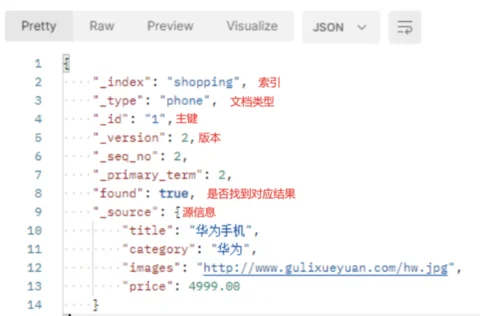 Pretty Raw Preview Visualize JSON
1 {
2 "_index": "shopping", 索引
3 "_type": "phone", 文档类型
4 "_id": "1",主键
5 "_version": 2,版本
6 "_seq_no": 2,
7 "_primary_term": 2,
8 "found": true, 是否找到对应结果
9 "_source": {源信息
10 "title": "华为手机",
11 "category": "华为",
12 "images": "http://www.gulixueyuan.com/hw.jpg",
13 "price": 4999.00
14 }